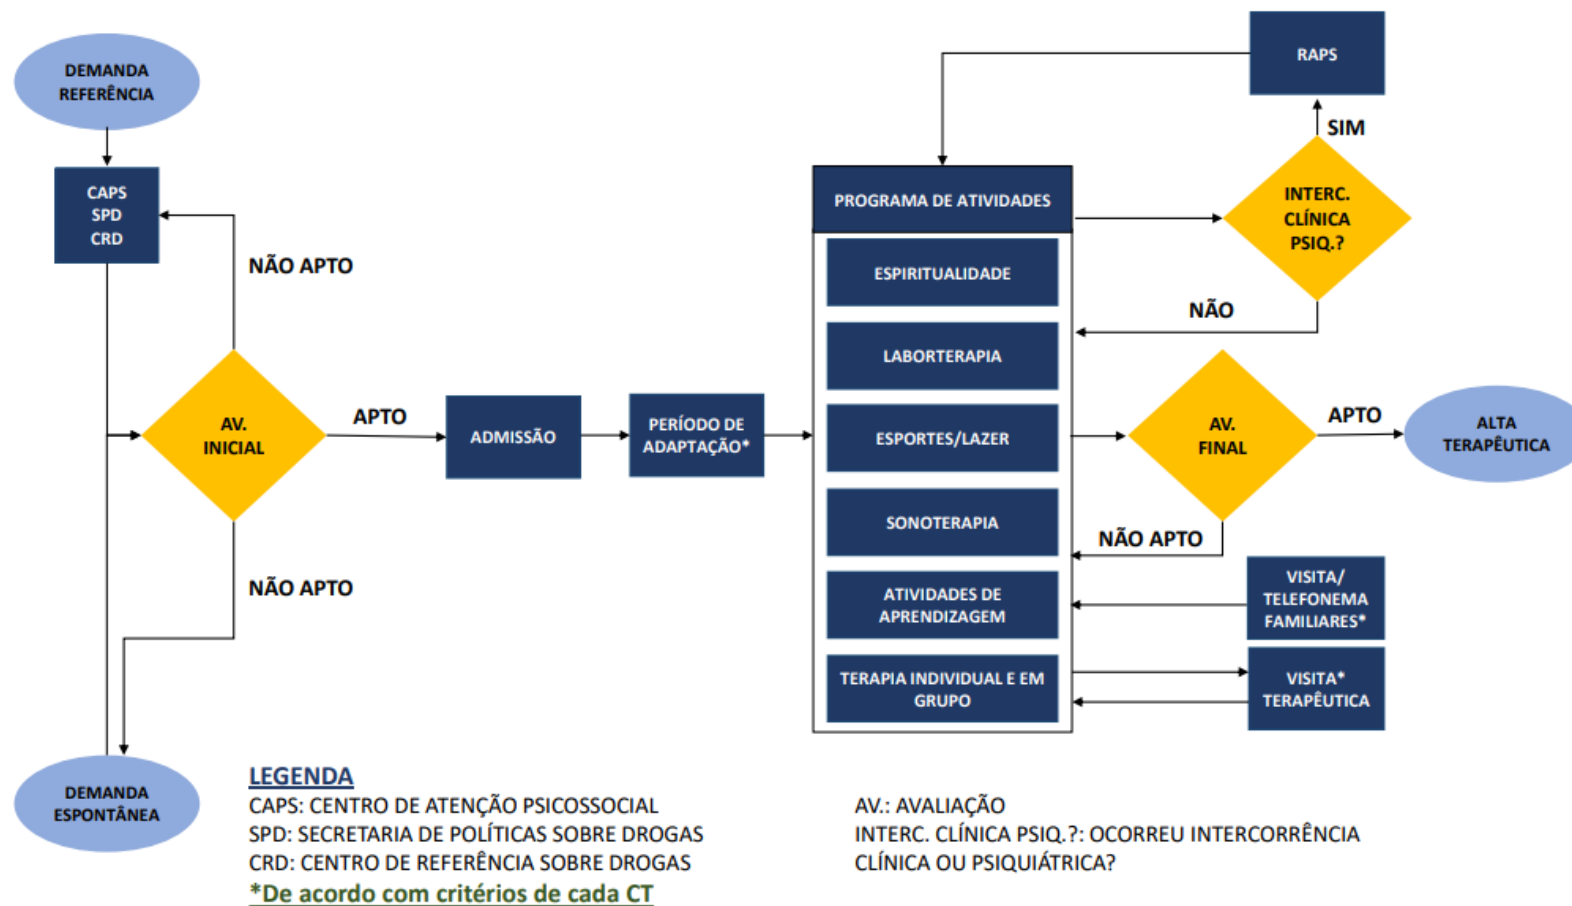 DEMANDA
REFERÊNCIA
CAPS
SPD
CRD
NÃO APTO
AV.
INICIAL
APTO
NÃO APTO
DEMANDA
ESPONTÂNEA
ADMISSÃO
PERÍODO DE
ADAPTAÇÃO*
PROGRAMA DE ATIVIDADES
ESPIRITUALIDADE
LABORTERAPIA
ESPORTES/LAZER
SONOTERAPIA
ATIVIDADES DE
APRENDIZAGEM
TERAPIA INDIVIDUAL E EM
GRUPO
RAPS
SIM
INTERC.
CLÍNICA
PSIQ.?
NÃO
AV.
FINAL
APTO
ALTA
TERAPÊUTICA
NÃO APTO
VISITA/
TELEFONEMA
FAMILIARES*
VISITA*
TERAPÊUTICA
LEGENDA
CAPS: CENTRO DE ATENÇÃO PSICOSSOCIAL
SPD: SECRETARIA DE POLÍTICAS SOBRE DROGAS
CRD: CENTRO DE REFERÊNCIA SOBRE DROGAS
*De acordo com critérios de cada CT
AV.: AVALIAÇÃO
INTERC. CLÍNICA PSIQ.?: OCORREU INTERCORRÊNCIA
CLÍNICA OU PSIQUIÁTRICA?